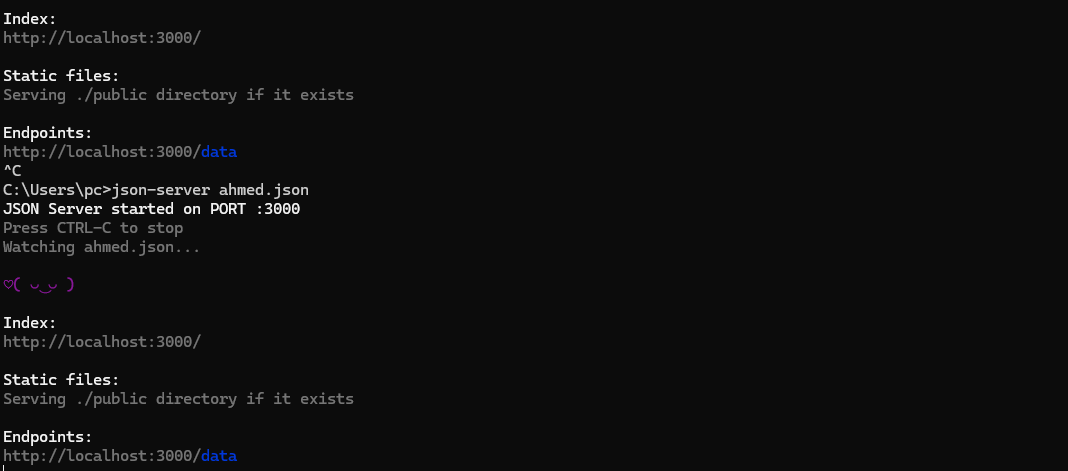 Index:
http://localhost:3000/
Static files:
Serving ./public directory if it exists
Endpoints:
http://localhost:3000/data
^C
C:\Users\pc>json-server ahmed.json
JSON Server started on PORT :3000
Press CTRL-C to stop
Watching ahmed.json...
♡( ◡‿◡ )
Index:
http://localhost:3000/
Static files:
Serving ./public directory if it exists
Endpoints:
http://localhost:3000/data